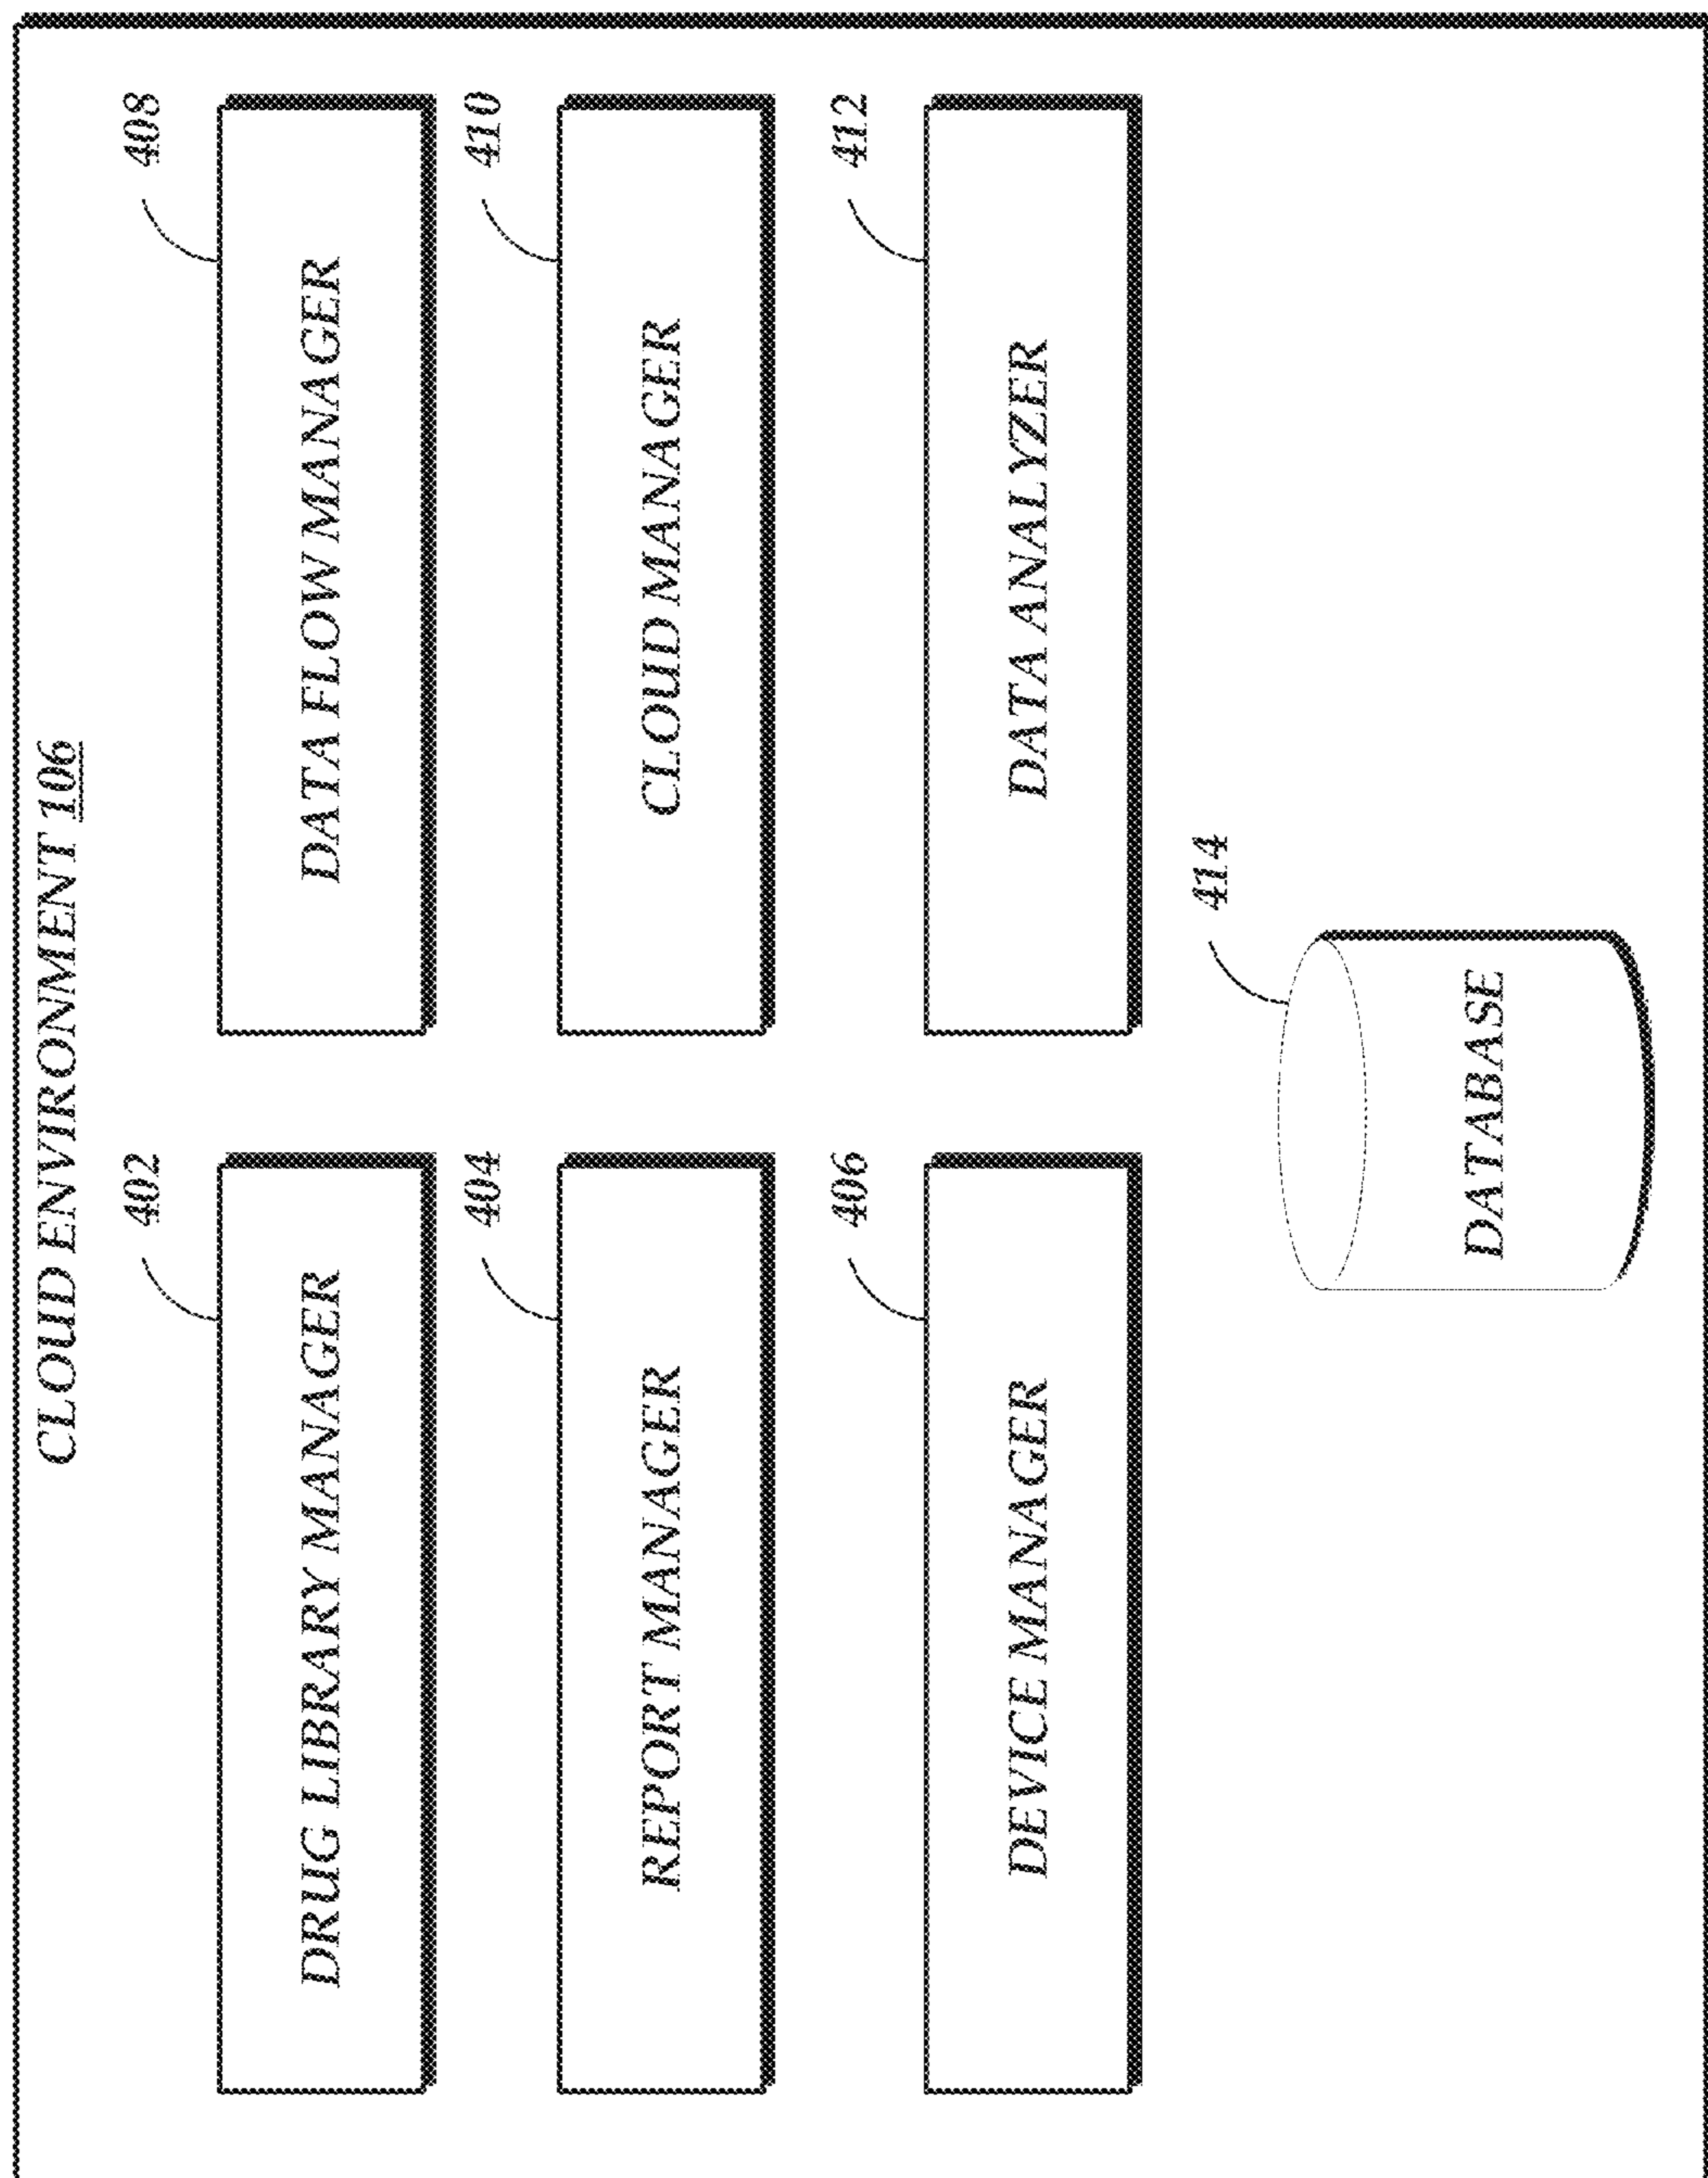 CLOUD ENVIRONMENT 106
402
DRUG LIBRARY MANAGER
408
DATA FLOW MANAGER
404
REPORT MANAGER
410
CLOUD MANAGER
406
DEVICE MANAGER
412
DATA ANALYZER
414
DATABASE